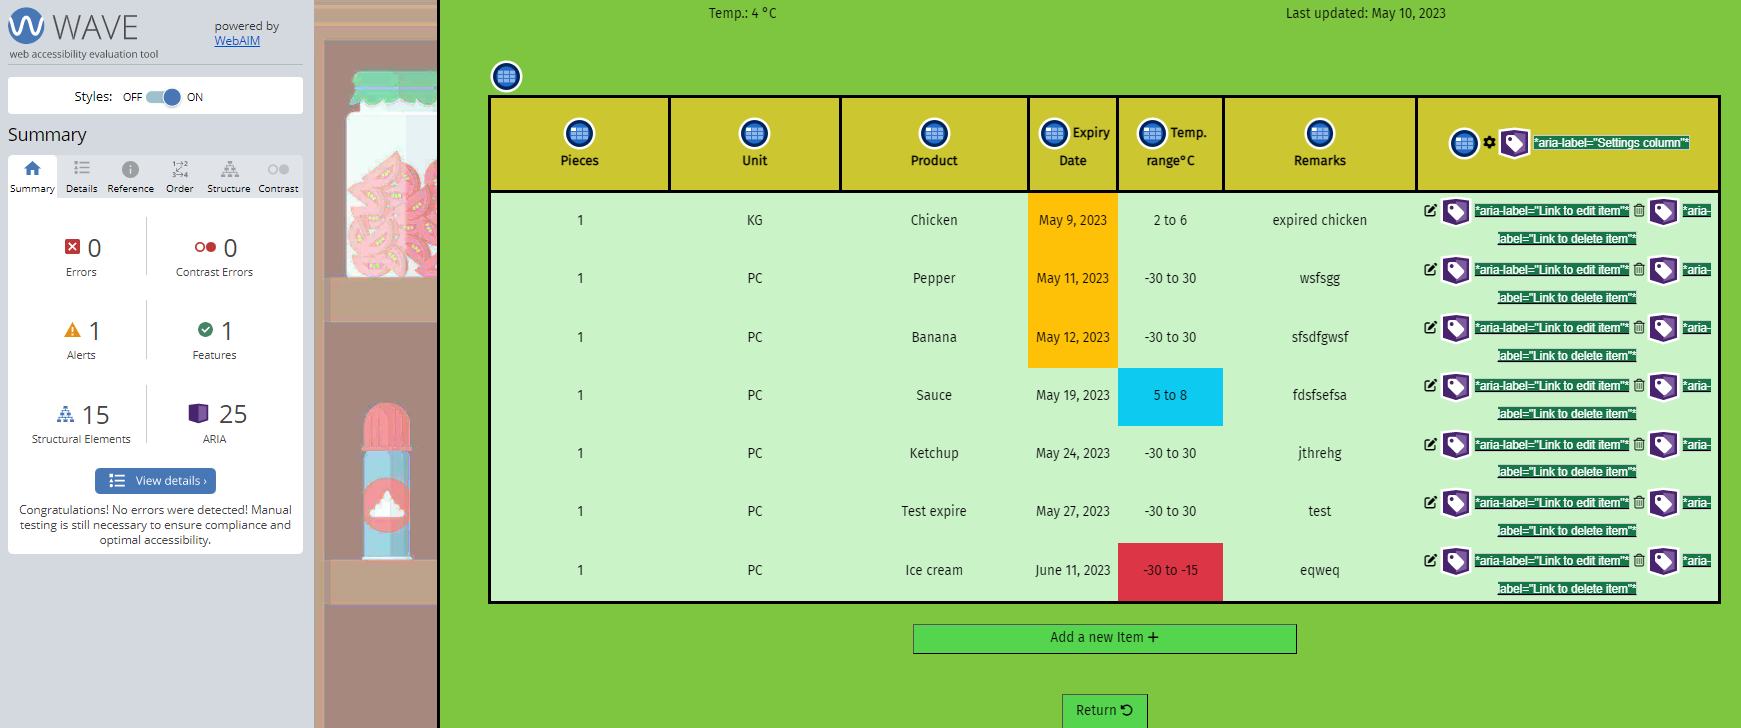 WAVE
powered by
WebAIM
web accessibility evaluation tool
Styles: OFF ON
Summary
Summary Details Reference Order Structure Contrast
0 0
Errors Contrast Errors
1 1
Alerts Features
15 25
Structural Elements ARIA
View details ›
Congratulations! No errors were detected! Manual
testing is still necessary to ensure compliance and
optimal accessibility.
Temp.: 4 °C Last updated: May 10, 2023
Pieces Unit Product Expiry Date Temp. range°C Remarks *aria-label="Settings column"*
1 KG Chicken May 9, 2023 2 to 6 expired chicken *aria-label="Link to edit item"* *aria-
label="Link to delete item"*
1 PC Pepper May 11, 2023 -30 to 30 wsfsgg *aria-label="Link to edit item"* *aria-
label="Link to delete item"*
1 PC Banana May 12, 2023 -30 to 30 sfsdfgwsf *aria-label="Link to edit item"* *aria-
label="Link to delete item"*
1 PC Sauce May 19, 2023 5 to 8 fdsfsefsa *aria-label="Link to edit item"* *aria-
label="Link to delete item"*
1 PC Ketchup May 24, 2023 -30 to 30 jthrehg *aria-label="Link to edit item"* *aria-
label="Link to delete item"*
1 PC Test expire May 27, 2023 -30 to 30 test *aria-label="Link to edit item"* *aria-
label="Link to delete item"*
1 PC Ice cream June 11, 2023 -30 to -15 eqweq *aria-label="Link to edit item"* *aria-
label="Link to delete item"*
Add a new Item +
Return